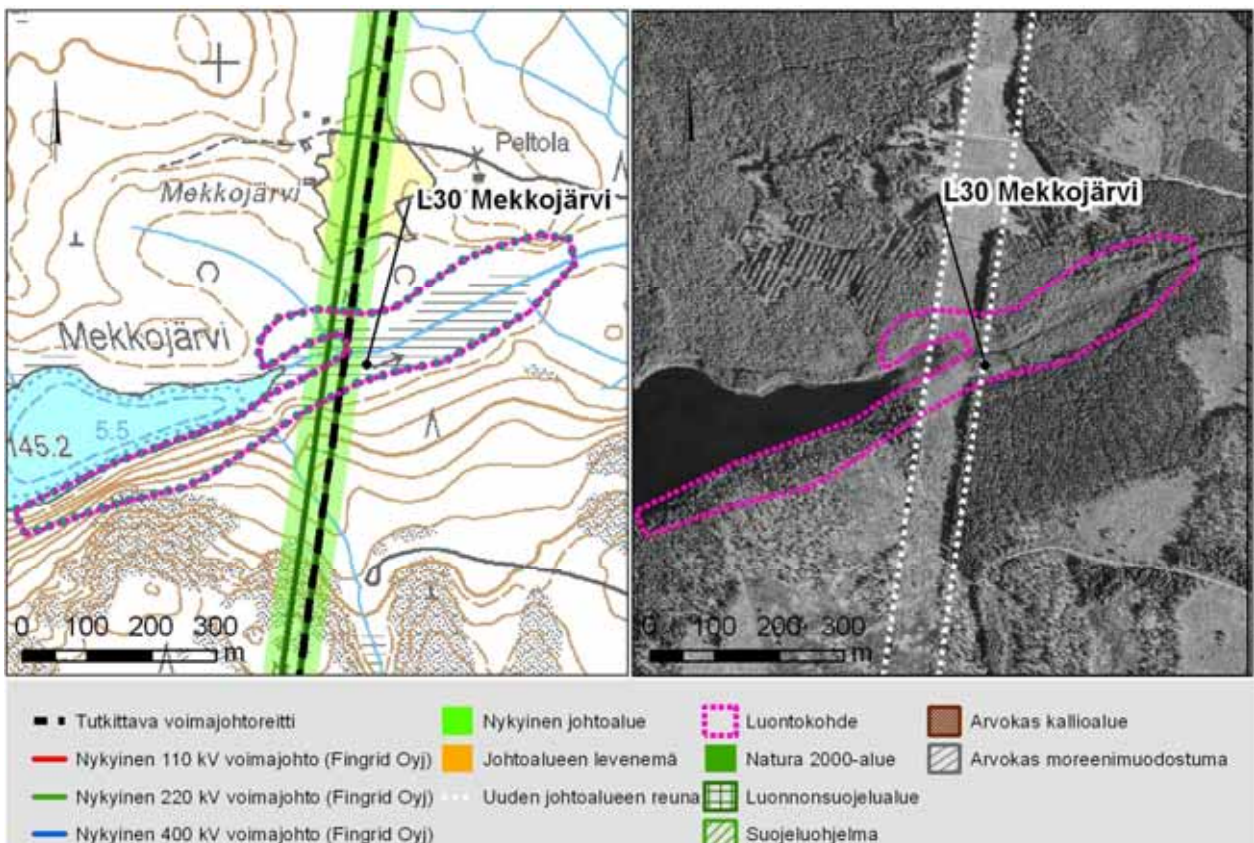 Peltola
Mekkojärvi
L30 Mekkojärvi
Mekkojärvi
5.5
145.2
0 100 200 300
m
L30 Mekkojärvi
0 100 200 300
m
Tutkittava voimajohtoreitti
Nykyinen 110 kV voimajohto (Fingrid Oyj)
Nykyinen 220 kV voimajohto (Fingrid Oyj)
Nykyinen 400 kV voimajohto (Fingrid Oyj)
Nykyinen johtoalue
Johtoalueen levenemä
Uuden johtoalueen reuna
Luontokohde
Natura 2000-alue
Luonnonsuojelualue
Suojeluohjelma
Arvokas kallioalue
Arvokas moreenimuodostuma